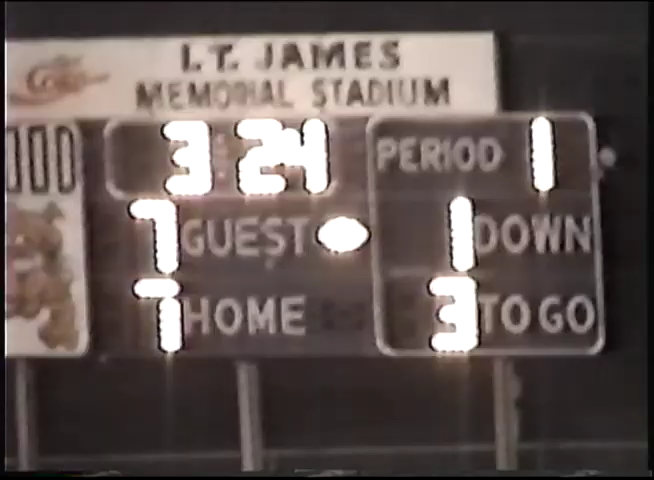 I.T. JAMES
MEMORIAL STADIUM
3 24 PERIOD 1
7 GUEST 1 DOWN
7 HOME 3 TO GO